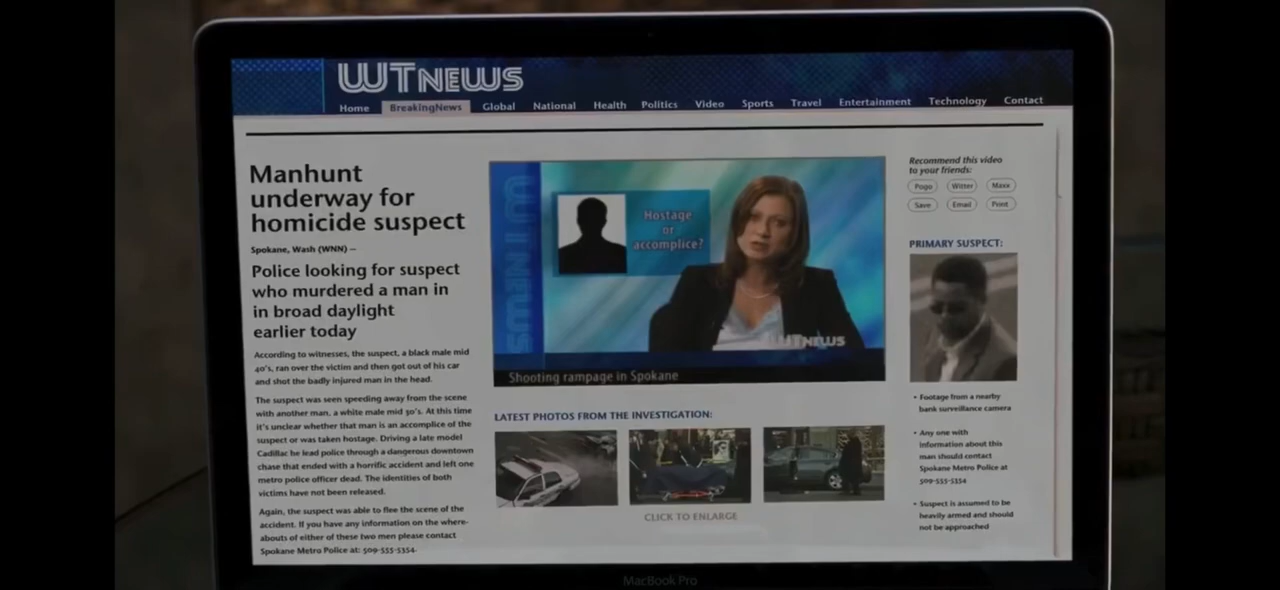 WTNEWS
Home BreakingNews Global National Health Politics Video Sports Travel Entertainment Technology Contact
Manhunt
underway for
homicide suspect
Spokane, Wash (WNN) –
Police looking for suspect
who murdered a man in
in broad daylight
earlier today
According to witnesses, the suspect, a black male mid
40's, ran over the victim and then got out of his car
and shot the badly injured man in the head.
The suspect was seen speeding away from the scene
with another man, a white male mid 30's. At this time
it's unclear whether that man is an accomplice of the
suspect or was taken hostage. Driving a late model
Cadillac he lead police through a dangerous downtown
chase that ended with a horrific accident and left one
metro police officer dead. The identities of both
victims have not been released.
Again, the suspect was able to flee the scene of the
accident. If you have any information on the where-
abouts of either of these two men please contact
Spokane Metro Police at: 509-555-5354.
WTNEWS
Hostage
or
accomplice?
WTNEWS
Shooting rampage in Spokane
LATEST PHOTOS FROM THE INVESTIGATION:
CLICK TO ENLARGE
Recommend this video
to your friends:
Pogo Witter Maxx
Save Email Print
PRIMARY SUSPECT:
• Footage from a nearby
bank surveillance camera
• Any one with
information about this
man should contact
Spokane Metro Police at
509-555-5354
• Suspect is assumed to be
heavily armed and should
not be approached
MacBook Pro